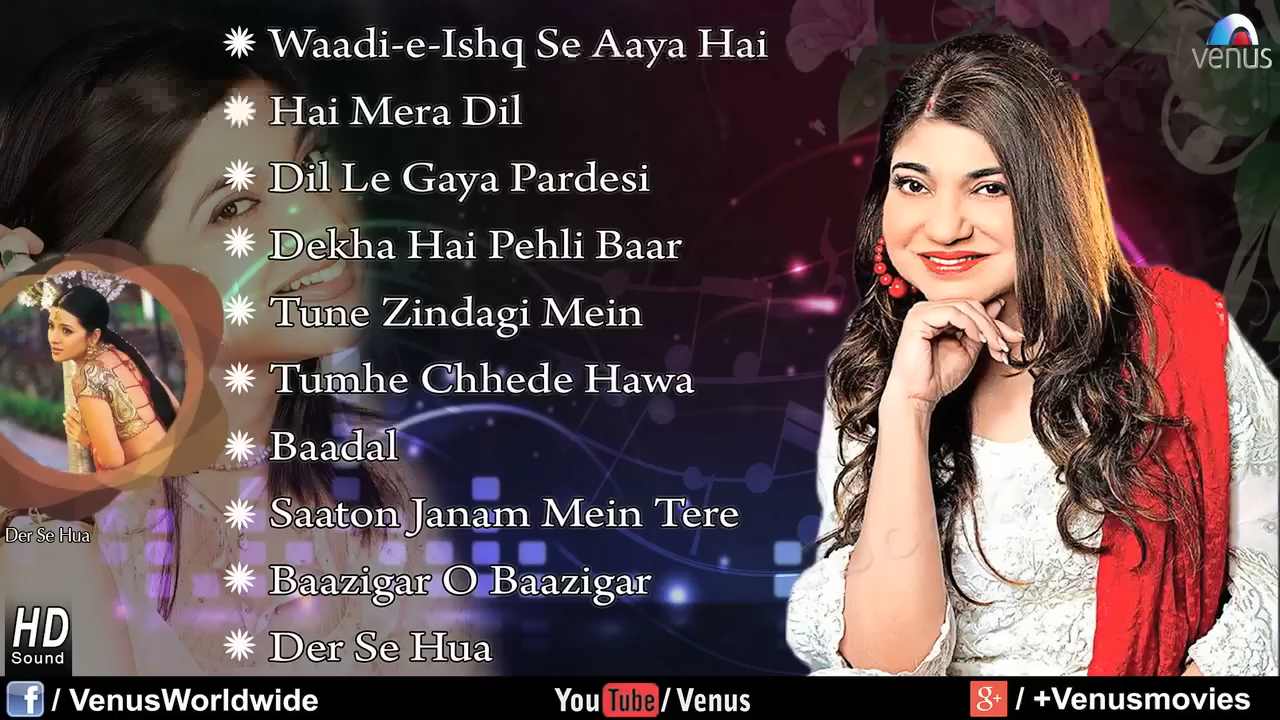 Waadi-e-Ishq Se Aaya Hai
Hai Mera Dil
Dil Le Gaya Pardesi
Dekha Hai Pehli Baar
Tune Zindagi Mein
Tumhe Chhede Hawa
Baadal
Saaton Janam Mein Tere
Baazigar O Baazigar
Der Se Hua
venus
Der Se Hua
HD
Sound
f / VenusWorldwide
YouTube / Venus
g+ / +Venusmovies